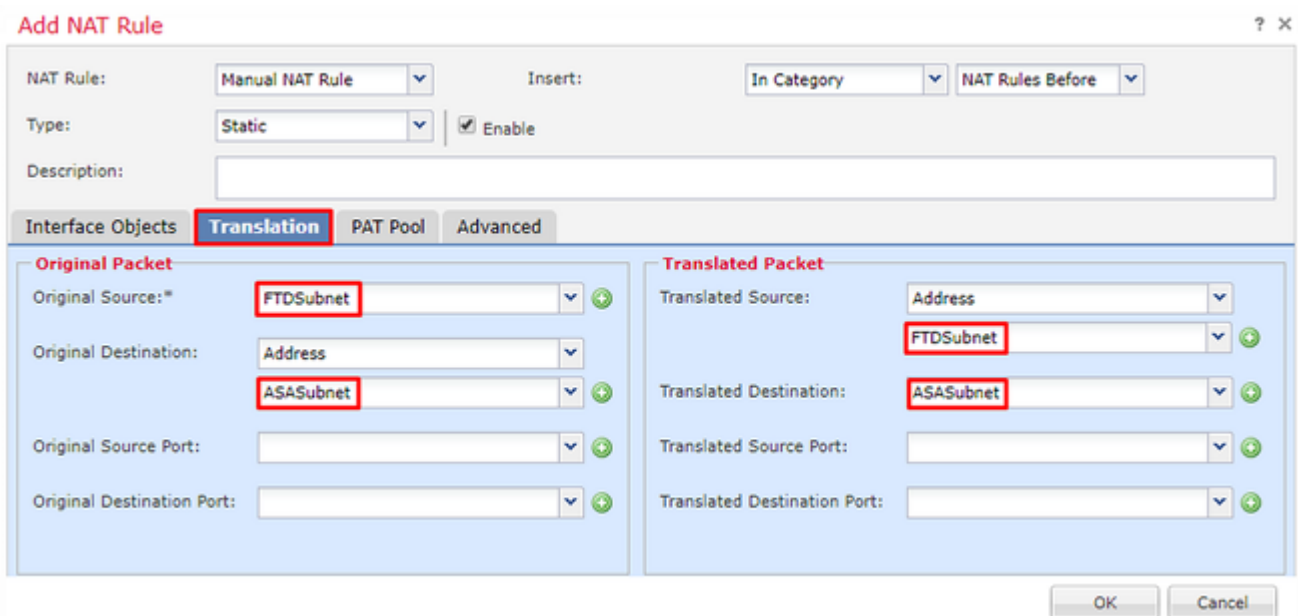 Add NAT Rule ? ×
NAT Rule: Manual NAT Rule Insert: In Category NAT Rules Before
Type: Static Enable
Description:
Interface Objects Translation PAT Pool Advanced
Original Packet Translated Packet
Original Source:* FTDSubnet Translated Source: Address
FTDSubnet
Original Destination: Address
ASASubnet Translated Destination: ASASubnet
Original Source Port: Translated Source Port:
Original Destination Port: Translated Destination Port:
OK Cancel